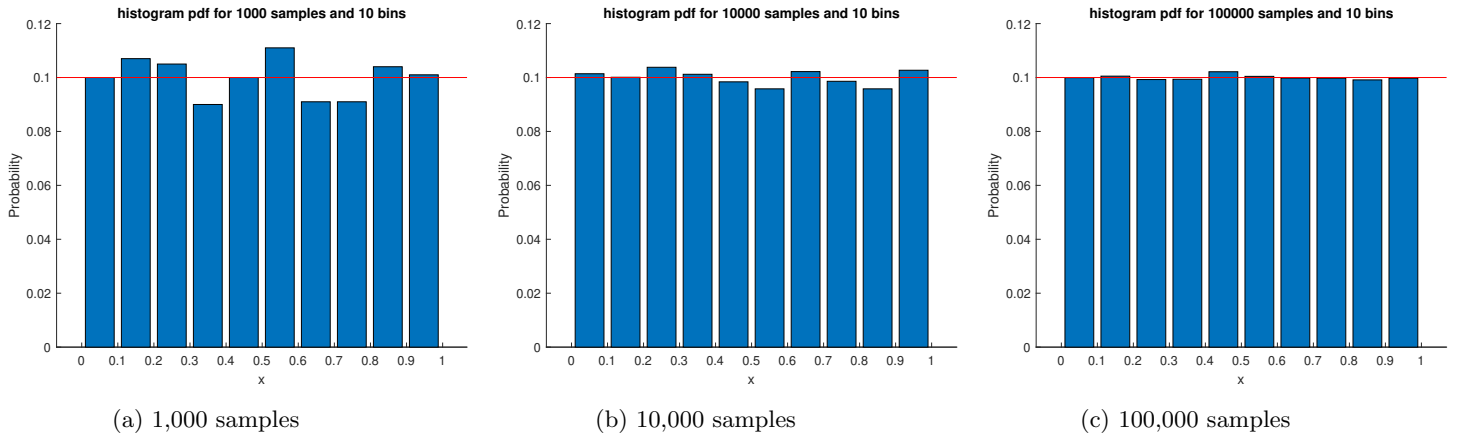 histogram pdf for 1000 samples and 10 bins
0.12
0.1
0.08
0.06
0.04
0.02
0
Probability
0 0.1 0.2 0.3 0.4 0.5 0.6 0.7 0.8 0.9 1
x
(a) 1,000 samples
histogram pdf for 10000 samples and 10 bins
0.12
0.1
0.08
0.06
0.04
0.02
0
Probability
0 0.1 0.2 0.3 0.4 0.5 0.6 0.7 0.8 0.9 1
x
(b) 10,000 samples
histogram pdf for 100000 samples and 10 bins
0.12
0.1
0.08
0.06
0.04
0.02
0
Probability
0 0.1 0.2 0.3 0.4 0.5 0.6 0.7 0.8 0.9 1
x
(c) 100,000 samples